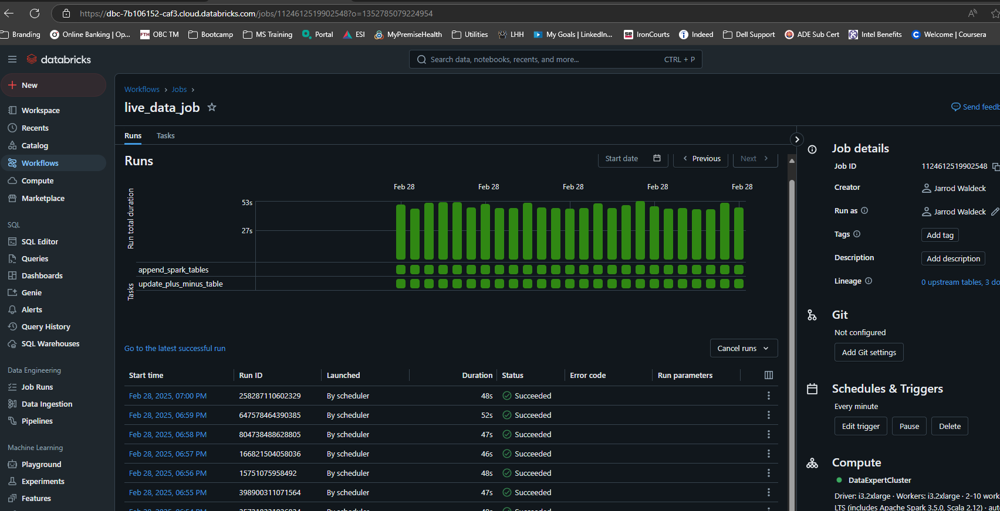 https://dbc-7b106152-caf3.cloud.databricks.com/jobs/1124612519902548?o=1352785079224954
Branding Online Banking | Op... FTH OBC TM Bootcamp MS Training Portal ESI MyPremiseHealth Utilities LHH My Goals | LinkedIn... se IronCourts Indeed Dell Support ADE Sub Cert Intel Benefits C Welcome | Coursera
databricks
Search data, notebooks, recents, and more... CTRL + P
New
Workspace
Recents
Catalog
Workflows
Compute
Marketplace
SQL
SQL Editor
Queries
Dashboards
Genie
Alerts
Query History
SQL Warehouses
Data Engineering
Job Runs
Data Ingestion
Pipelines
Machine Learning
Playground
Experiments
Features
Workflows › Jobs ›
live_data_job
Send feedb
Runs Tasks
Runs
Start date Previous Next
Feb 28 Feb 28 Feb 28 Feb 28 Feb 28
Run total duration
53s
27s
Tasks
append_spark_tables
update_plus_minus_table
Go to the latest successful run
Cancel runs
Start time Run ID Launched Duration Status Error code Run parameters
Feb 28, 2025, 07:00 PM 258287110602329 By scheduler 48s Succeeded
Feb 28, 2025, 06:59 PM 647578464390385 By scheduler 52s Succeeded
Feb 28, 2025, 06:58 PM 804738488628805 By scheduler 47s Succeeded
Feb 28, 2025, 06:57 PM 166821504058036 By scheduler 46s Succeeded
Feb 28, 2025, 06:56 PM 15751075958492 By scheduler 48s Succeeded
Feb 28, 2025, 06:55 PM 398900311071564 By scheduler 47s Succeeded
Job details
Job ID 1124612519902548
Creator Jarrod Waldeck
Run as Jarrod Waldeck
Tags Add tag
Description Add description
Lineage 0 upstream tables, 3 do
Git
Not configured
Add Git settings
Schedules & Triggers
Every minute
Edit trigger Pause Delete
Compute
DataExpertCluster
Driver: i3.2xlarge · Workers: i3.2xlarge · 2-10 work
LTS (includes Apache Spark 3.5.0, Scala 2.12) · aut